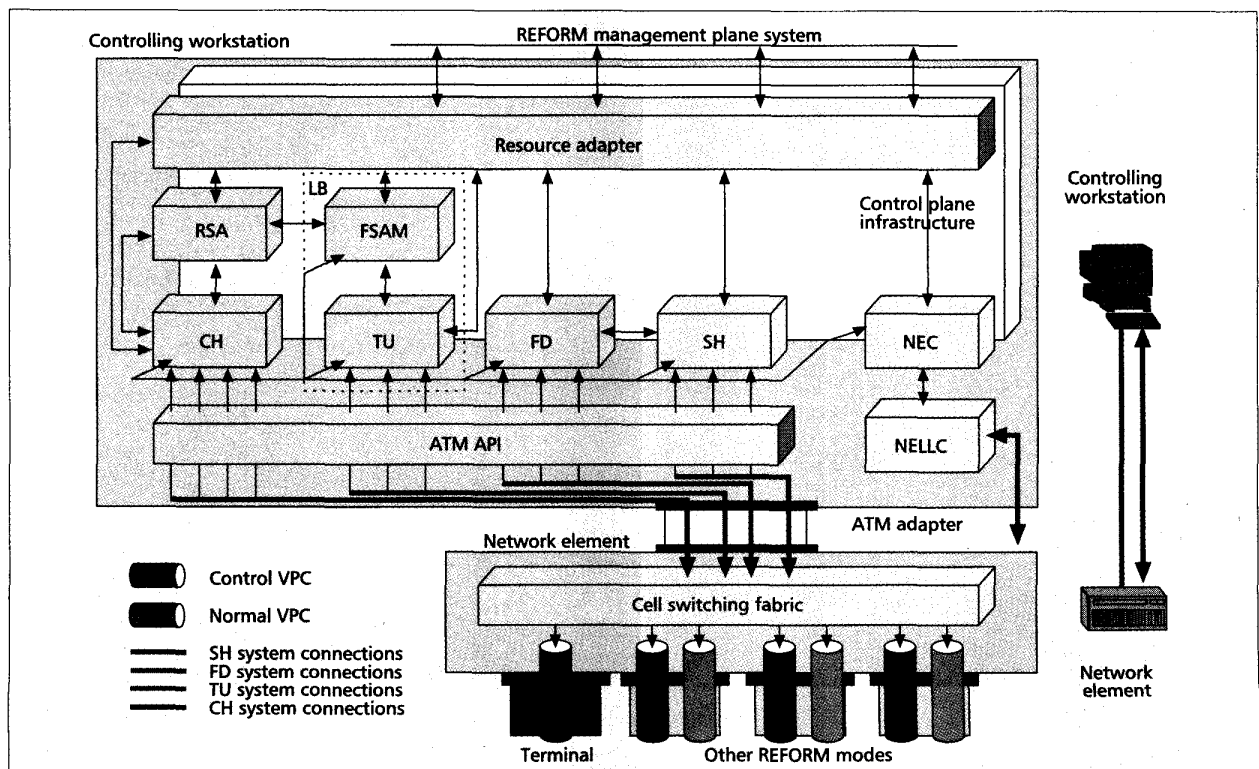 Controlling workstation
REFORM management plane system
Resource adapter
LB
RSA
FSAM
Control plane
infrastructure
Controlling
workstation
CH
TU
FD
SH
NEC
ATM API
NELLC
ATM adapter
Network element
Cell switching fabric
Control VPC
Normal VPC
SH system connections
FD system connections
TU system connections
CH system connections
Network
element
Terminal
Other REFORM modes